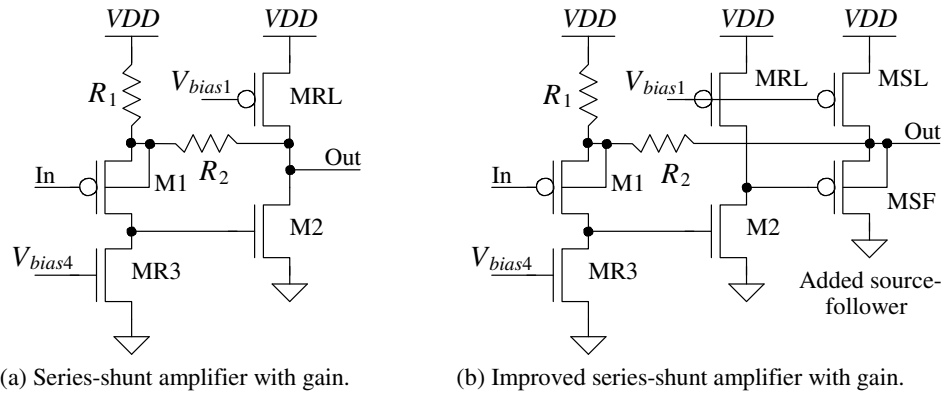 VDD VDD
R1
Vbias1
MRL
R2
Out
In
M1
M2
Vbias4
MR3
(a) Series-shunt amplifier with gain.
VDD VDD VDD
R1
Vbias1
MRL
MSL
Out
R2
In
M1
MSF
M2
Vbias4
MR3
Added source-
follower
(b) Improved series-shunt amplifier with gain.